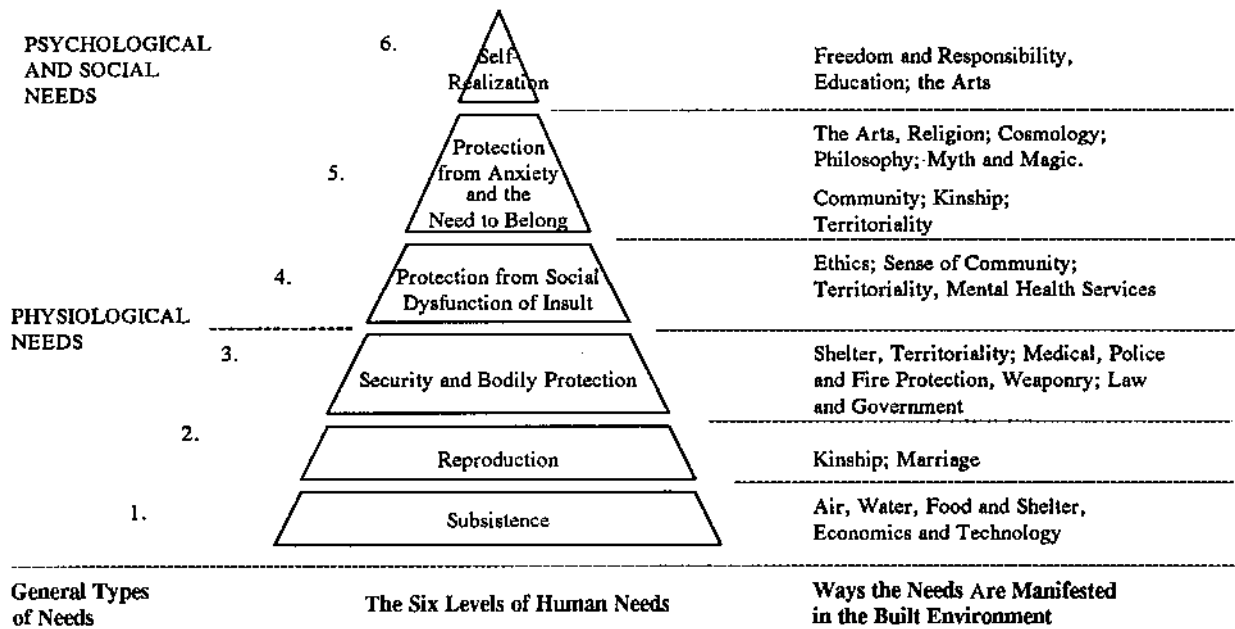 PSYCHOLOGICAL
AND SOCIAL
NEEDS
6.
Self-
Realization
Freedom and Responsibility,
Education; the Arts
5.
Protection
from Anxiety
and the
Need to Belong
The Arts, Religion; Cosmology;
Philosophy; Myth and Magic.
Community; Kinship;
Territoriality
4.
Protection from Social
Dysfunction of Insult
Ethics; Sense of Community;
Territoriality, Mental Health Services
PHYSIOLOGICAL
NEEDS
3.
Security and Bodily Protection
Shelter, Territoriality; Medical, Police
and Fire Protection, Weaponry; Law
and Government
2.
Reproduction
Kinship; Marriage
1.
Subsistence
Air, Water, Food and Shelter,
Economics and Technology
General Types
of Needs
The Six Levels of Human Needs
Ways the Needs Are Manifested
in the Built Environment